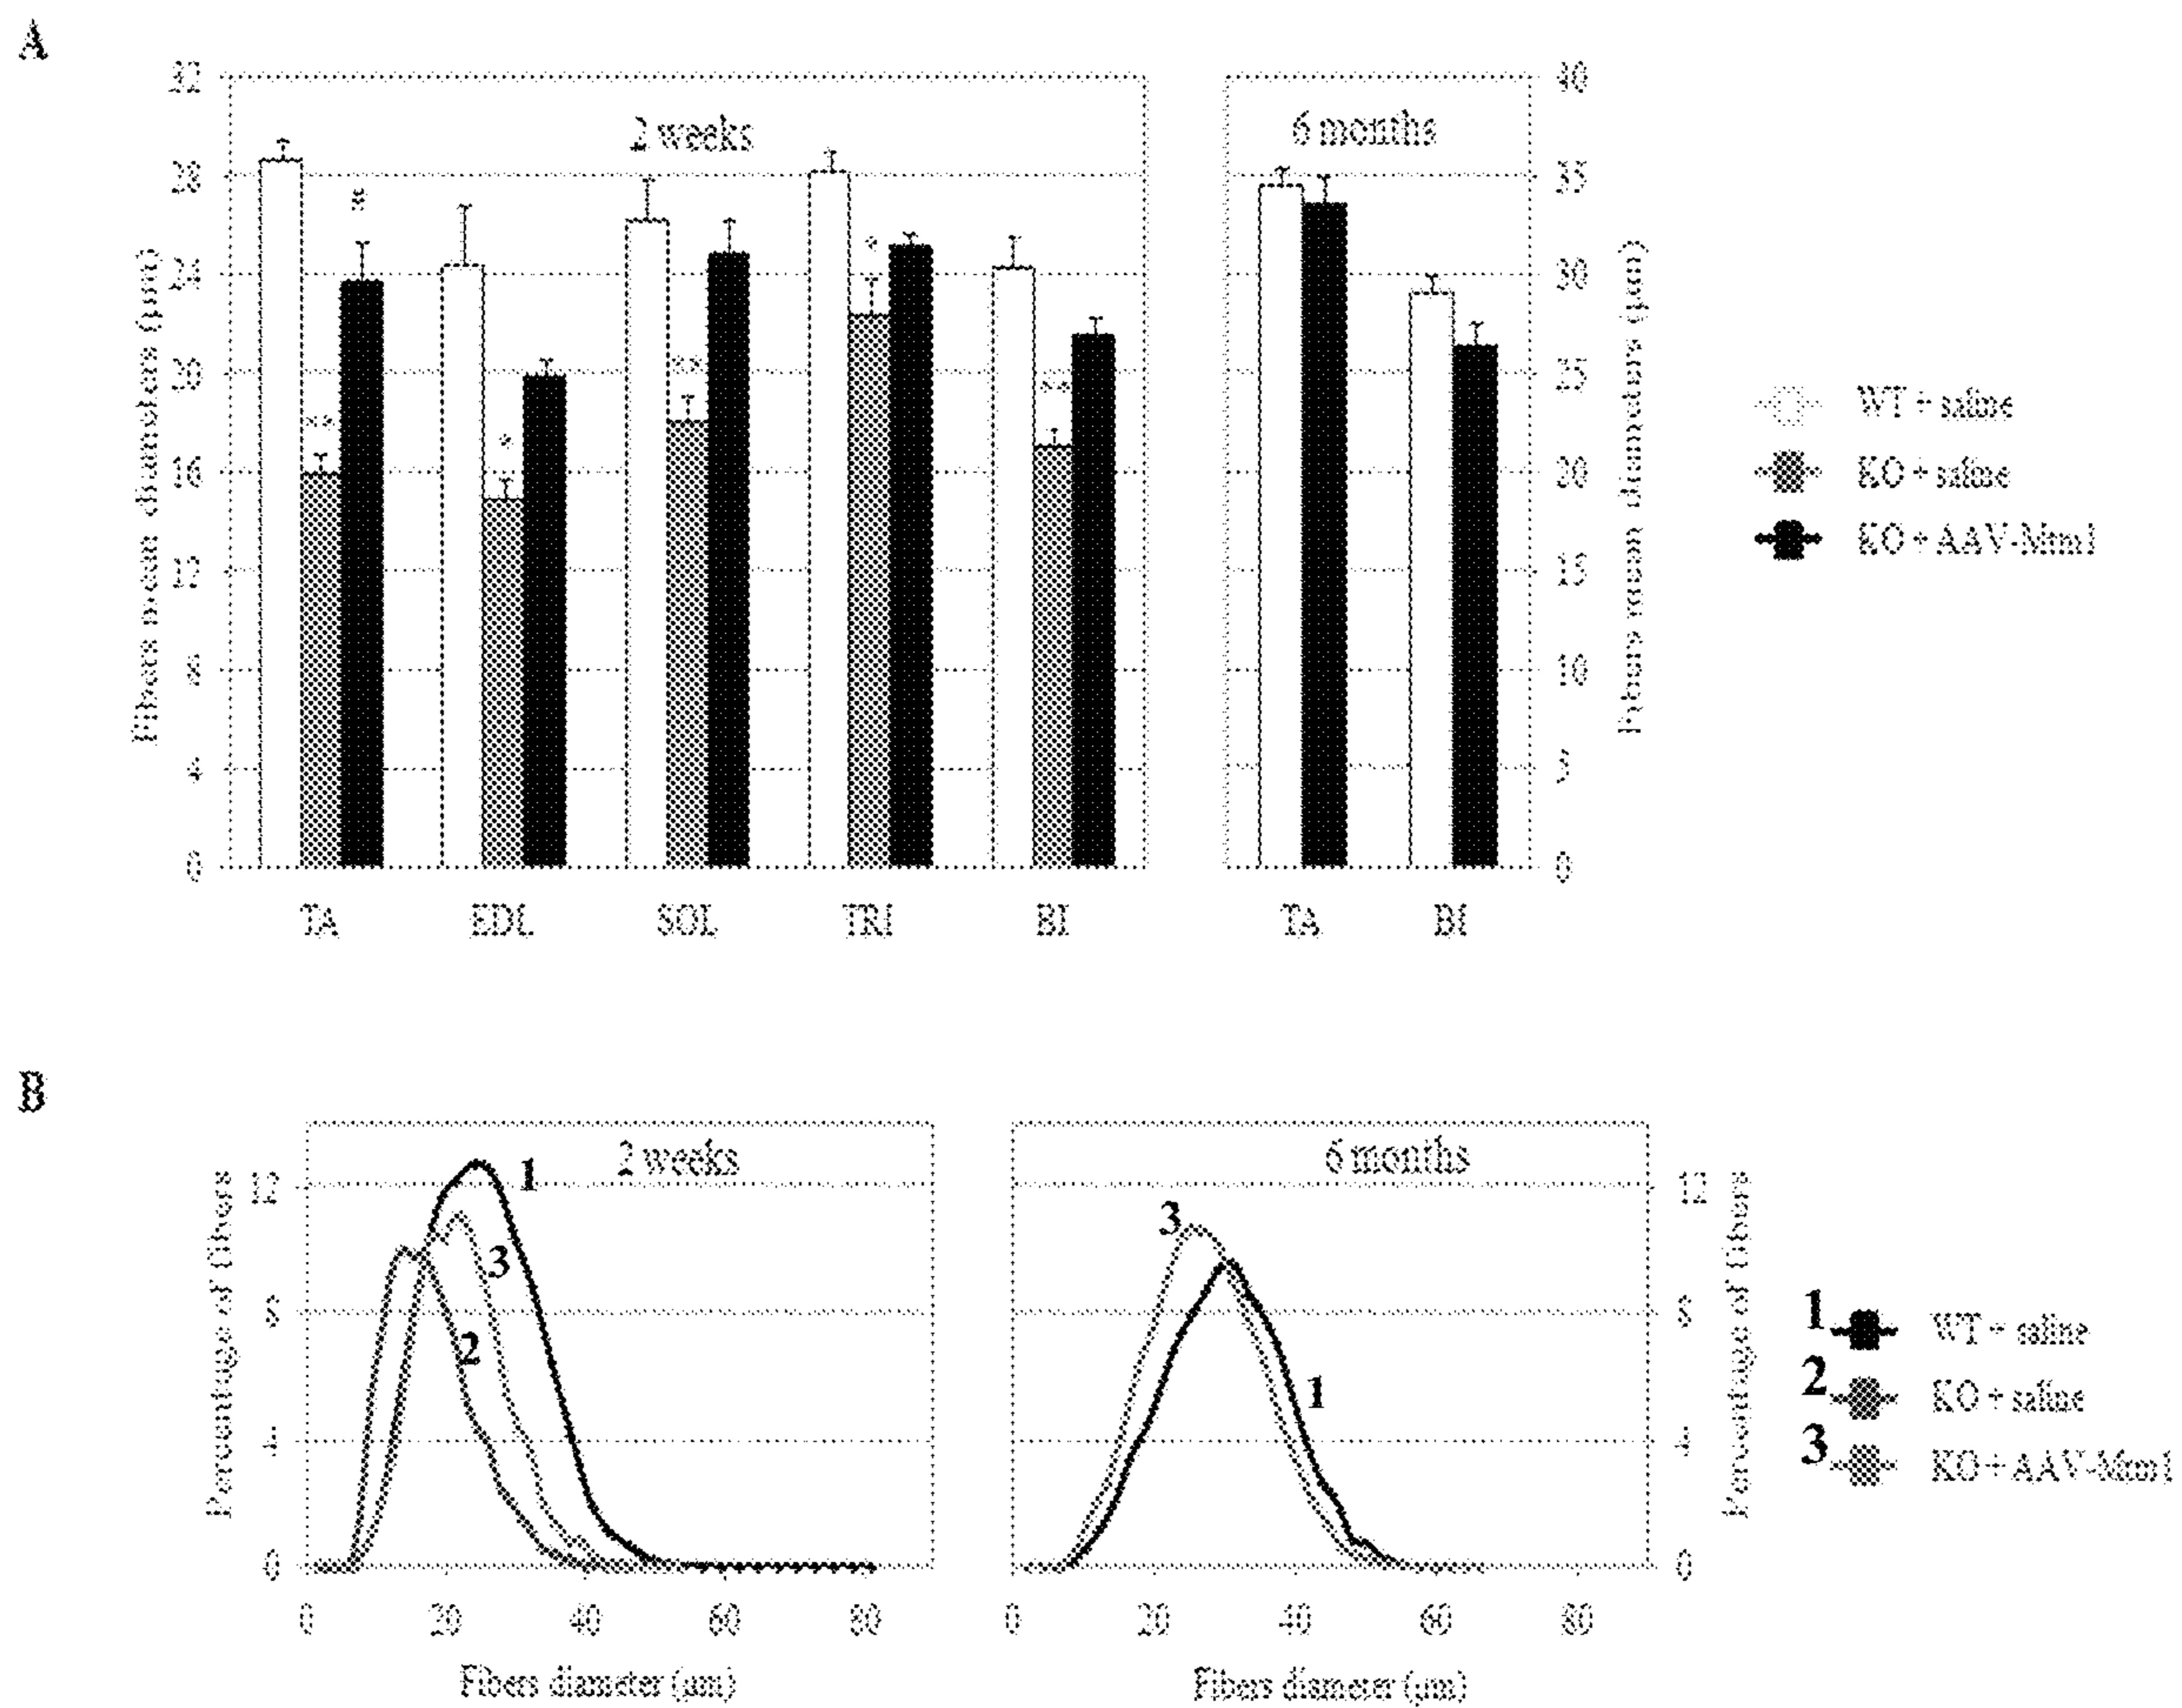 A
32
2 weeks
6 months
40
28
35
24
30
20
25
16
20
12
15
8
10
4
5
0
0
Fibers mean diameters (µm)
Fibers mean diameters (µm)
#
**
*
**
*
**
TA EDL SOL TRI BI TA BI
WT + saline
KO + saline
KO + AAV-Mtm1
B
2 weeks
6 months
12
12
8
8
4
4
0
0
Percentage of fibers
Percentage of fibers
1
3
2
3
1
0 20 40 60 80
0 20 40 60 80
Fibers diameter (µm)
Fibers diameter (µm)
1 WT + saline
2 KO + saline
3 KO + AAV-Mtm1